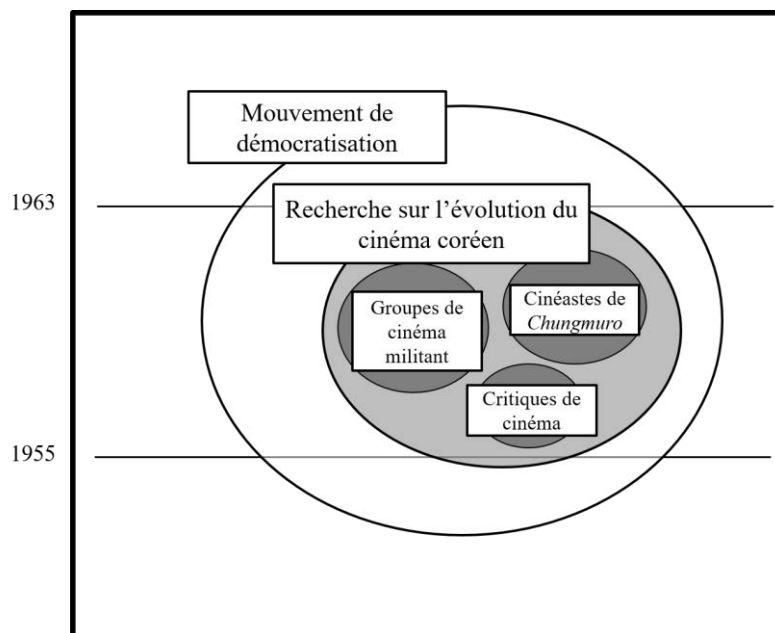 Mouvement de
démocratisation
1963
Recherche sur l’évolution du
cinéma coréen
Groupes de
cinéma
militant
Cinéastes de
Chungmuro
Critiques de
cinéma
1955